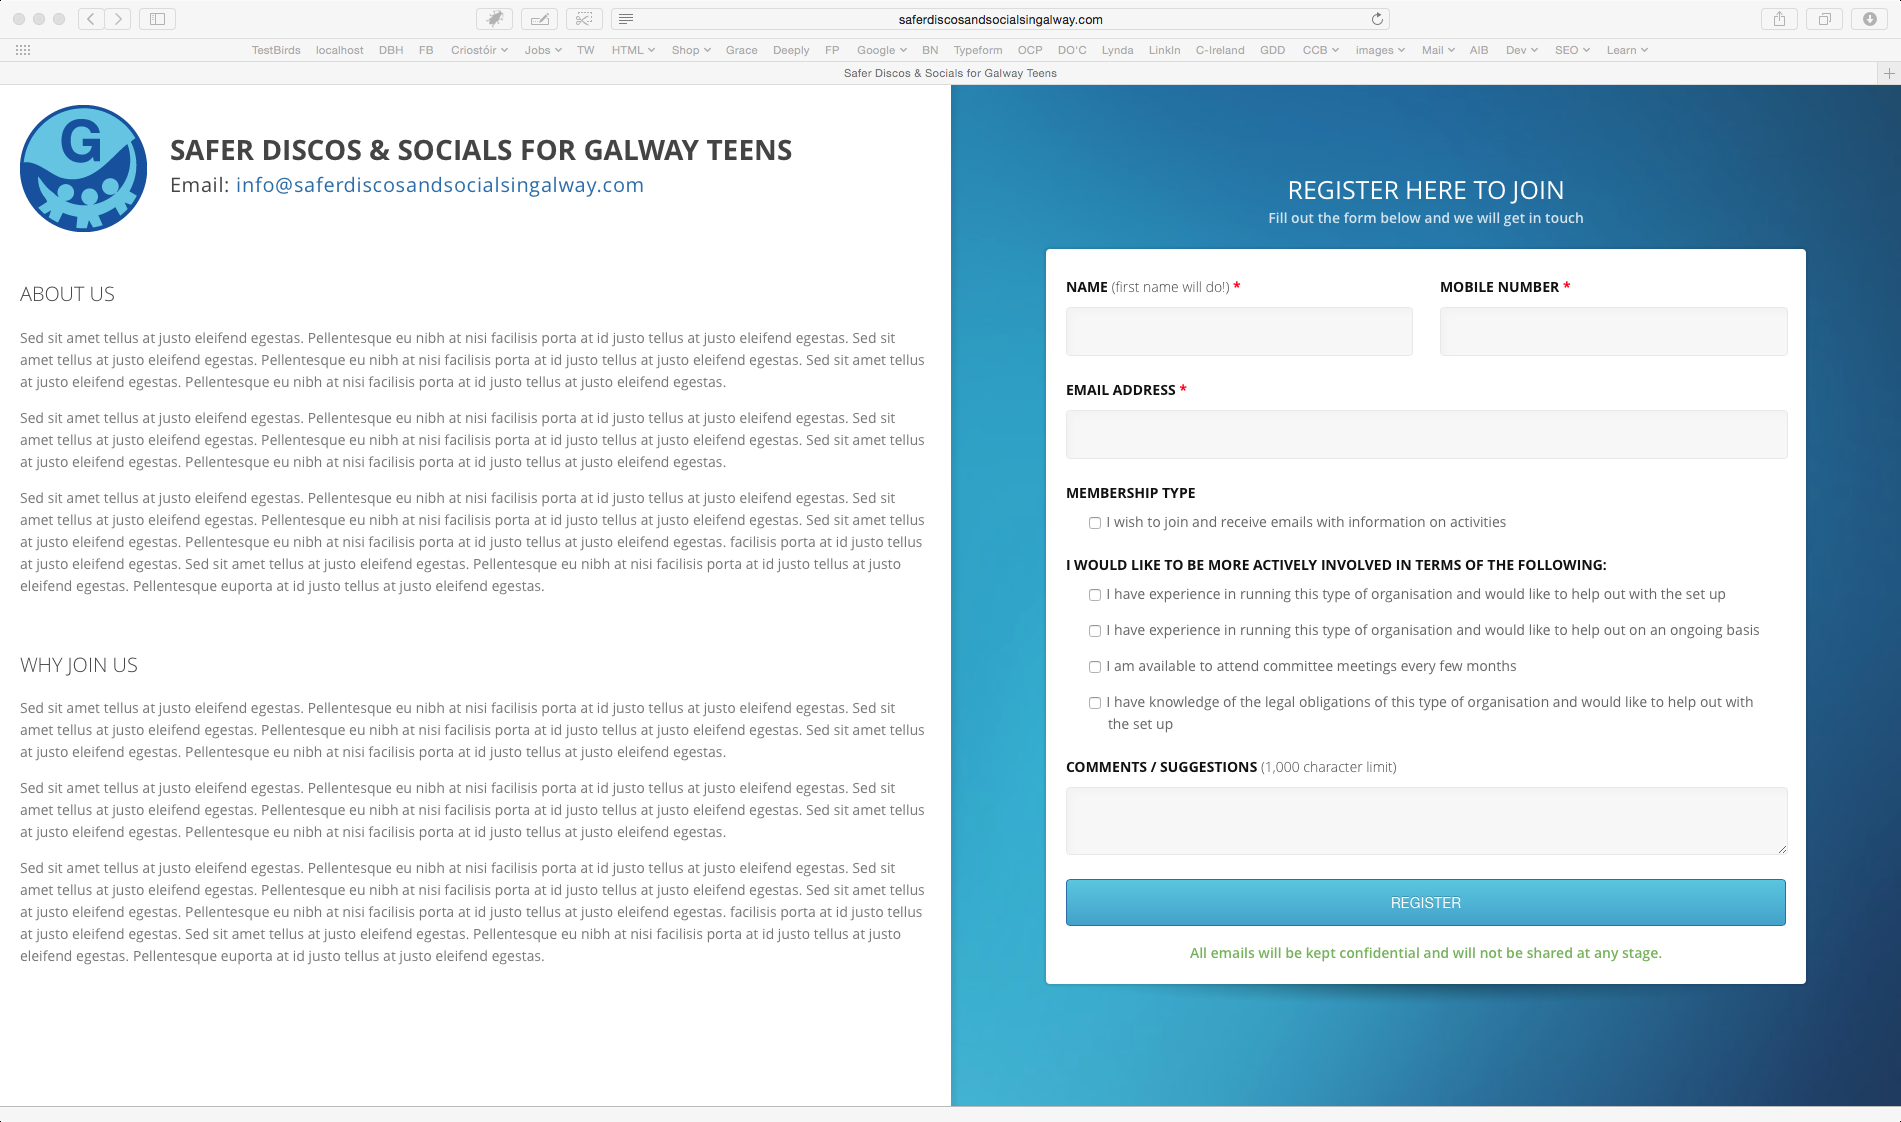 saferdiscosandsocialsingalway.com
TestBirds localhost DBH FB Criostóir Jobs TW HTML Shop Grace Deeply FP Google BN Typeform OCP DO'C Lynda LinkIn C-Ireland GDD CCB images Mail AIB Dev SEO Learn
Safer Discos & Socials for Galway Teens
G
SAFER DISCOS & SOCIALS FOR GALWAY TEENS
Email: info@saferdiscosandsocialsingalway.com
ABOUT US
Sed sit amet tellus at justo eleifend egestas. Pellentesque eu nibh at nisi facilisis porta at id justo tellus at justo eleifend egestas. Sed sit
amet tellus at justo eleifend egestas. Pellentesque eu nibh at nisi facilisis porta at id justo tellus at justo eleifend egestas. Sed sit amet tellus
at justo eleifend egestas. Pellentesque eu nibh at nisi facilisis porta at id justo tellus at justo eleifend egestas.
Sed sit amet tellus at justo eleifend egestas. Pellentesque eu nibh at nisi facilisis porta at id justo tellus at justo eleifend egestas. Sed sit
amet tellus at justo eleifend egestas. Pellentesque eu nibh at nisi facilisis porta at id justo tellus at justo eleifend egestas. Sed sit amet tellus
at justo eleifend egestas. Pellentesque eu nibh at nisi facilisis porta at id justo tellus at justo eleifend egestas.
Sed sit amet tellus at justo eleifend egestas. Pellentesque eu nibh at nisi facilisis porta at id justo tellus at justo eleifend egestas. Sed sit
amet tellus at justo eleifend egestas. Pellentesque eu nibh at nisi facilisis porta at id justo tellus at justo eleifend egestas. Sed sit amet tellus
at justo eleifend egestas. Pellentesque eu nibh at nisi facilisis porta at id justo tellus at justo eleifend egestas. facilisis porta at id justo tellus
at justo eleifend egestas. Sed sit amet tellus at justo eleifend egestas. Pellentesque eu nibh at nisi facilisis porta at id justo tellus at justo
eleifend egestas. Pellentesque euporta at id justo tellus at justo eleifend egestas.
WHY JOIN US
Sed sit amet tellus at justo eleifend egestas. Pellentesque eu nibh at nisi facilisis porta at id justo tellus at justo eleifend egestas. Sed sit
amet tellus at justo eleifend egestas. Pellentesque eu nibh at nisi facilisis porta at id justo tellus at justo eleifend egestas. Sed sit amet tellus
at justo eleifend egestas. Pellentesque eu nibh at nisi facilisis porta at id justo tellus at justo eleifend egestas.
Sed sit amet tellus at justo eleifend egestas. Pellentesque eu nibh at nisi facilisis porta at id justo tellus at justo eleifend egestas. Sed sit
amet tellus at justo eleifend egestas. Pellentesque eu nibh at nisi facilisis porta at id justo tellus at justo eleifend egestas. Sed sit amet tellus
at justo eleifend egestas. Pellentesque eu nibh at nisi facilisis porta at id justo tellus at justo eleifend egestas.
Sed sit amet tellus at justo eleifend egestas. Pellentesque eu nibh at nisi facilisis porta at id justo tellus at justo eleifend egestas. Sed sit
amet tellus at justo eleifend egestas. Pellentesque eu nibh at nisi facilisis porta at id justo tellus at justo eleifend egestas. Sed sit amet tellus
at justo eleifend egestas. Pellentesque eu nibh at nisi facilisis porta at id justo tellus at justo eleifend egestas. facilisis porta at id justo tellus
at justo eleifend egestas. Sed sit amet tellus at justo eleifend egestas. Pellentesque eu nibh at nisi facilisis porta at id justo tellus at justo
eleifend egestas. Pellentesque euporta at id justo tellus at justo eleifend egestas.
REGISTER HERE TO JOIN
Fill out the form below and we will get in touch
NAME (first name will do!) *
MOBILE NUMBER *
EMAIL ADDRESS *
MEMBERSHIP TYPE
I wish to join and receive emails with information on activities
I WOULD LIKE TO BE MORE ACTIVELY INVOLVED IN TERMS OF THE FOLLOWING:
I have experience in running this type of organisation and would like to help out with the set up
I have experience in running this type of organisation and would like to help out on an ongoing basis
I am available to attend committee meetings every few months
I have knowledge of the legal obligations of this type of organisation and would like to help out with
the set up
COMMENTS / SUGGESTIONS (1,000 character limit)
REGISTER
All emails will be kept confidential and will not be shared at any stage.